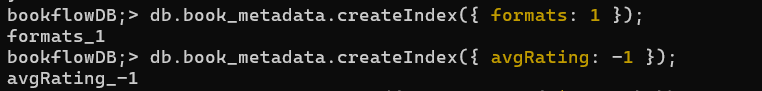 bookflowDB;> db.book_metadata.createIndex({ formats: 1 });
formats_1
bookflowDB;> db.book_metadata.createIndex({ avgRating: -1 });
avgRating_-1